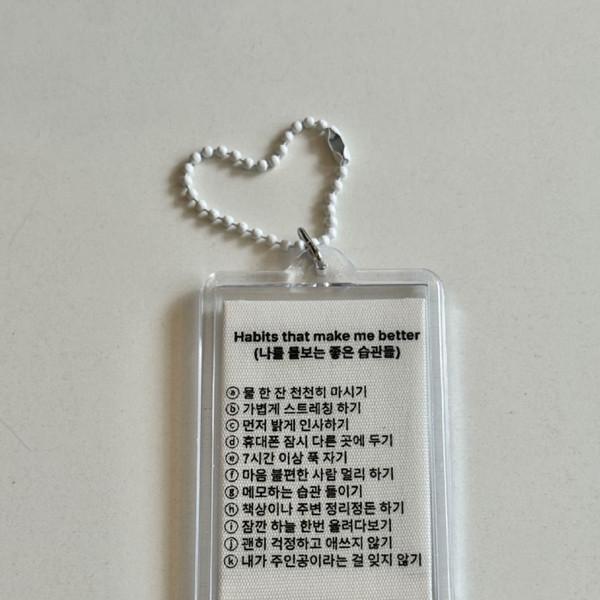 Habits that make me better
(나를 돌보는 좋은 습관들)
ⓐ 물 한 잔 천천히 마시기
ⓑ 가볍게 스트레칭 하기
ⓒ 먼저 밝게 인사하기
ⓓ 휴대폰 잠시 다른 곳에 두기
ⓔ 7시간 이상 푹 자기
ⓕ 마음 불편한 사람 멀리 하기
ⓖ 메모하는 습관 들이기
ⓗ 책상이나 주변 정리정돈 하기
ⓘ 잠깐 하늘 한번 올려다보기
ⓙ 괜히 걱정하고 애쓰지 않기
ⓚ 내가 주인공이라는 걸 잊지 않기